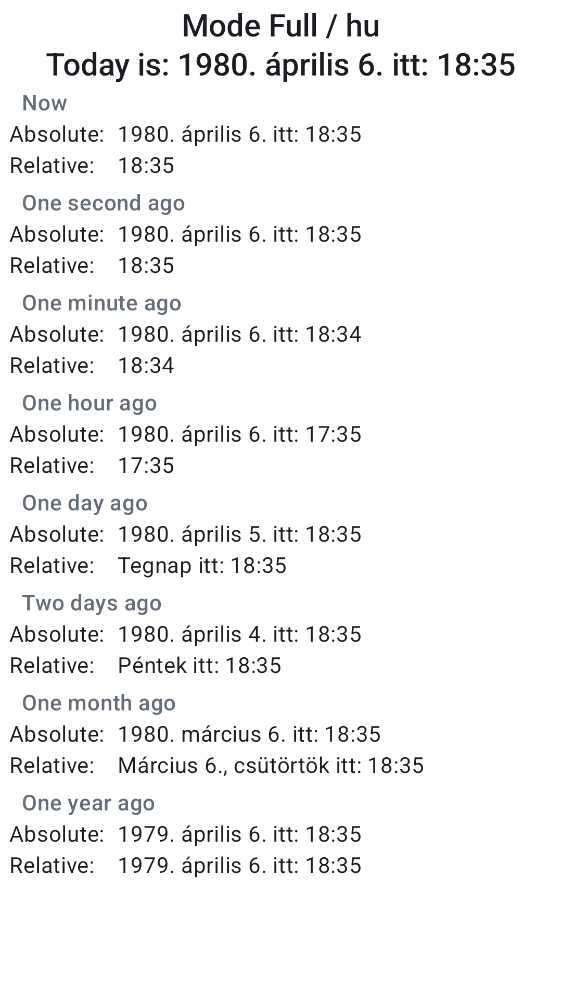 Mode Full / hu
Today is: 1980. április 6. itt: 18:35
Now
Absolute: 1980. április 6. itt: 18:35
Relative: 18:35
One second ago
Absolute: 1980. április 6. itt: 18:35
Relative: 18:35
One minute ago
Absolute: 1980. április 6. itt: 18:34
Relative: 18:34
One hour ago
Absolute: 1980. április 6. itt: 17:35
Relative: 17:35
One day ago
Absolute: 1980. április 5. itt: 18:35
Relative: Tegnap itt: 18:35
Two days ago
Absolute: 1980. április 4. itt: 18:35
Relative: Péntek itt: 18:35
One month ago
Absolute: 1980. március 6. itt: 18:35
Relative: Március 6., csütörtök itt: 18:35
One year ago
Absolute: 1979. április 6. itt: 18:35
Relative: 1979. április 6. itt: 18:35